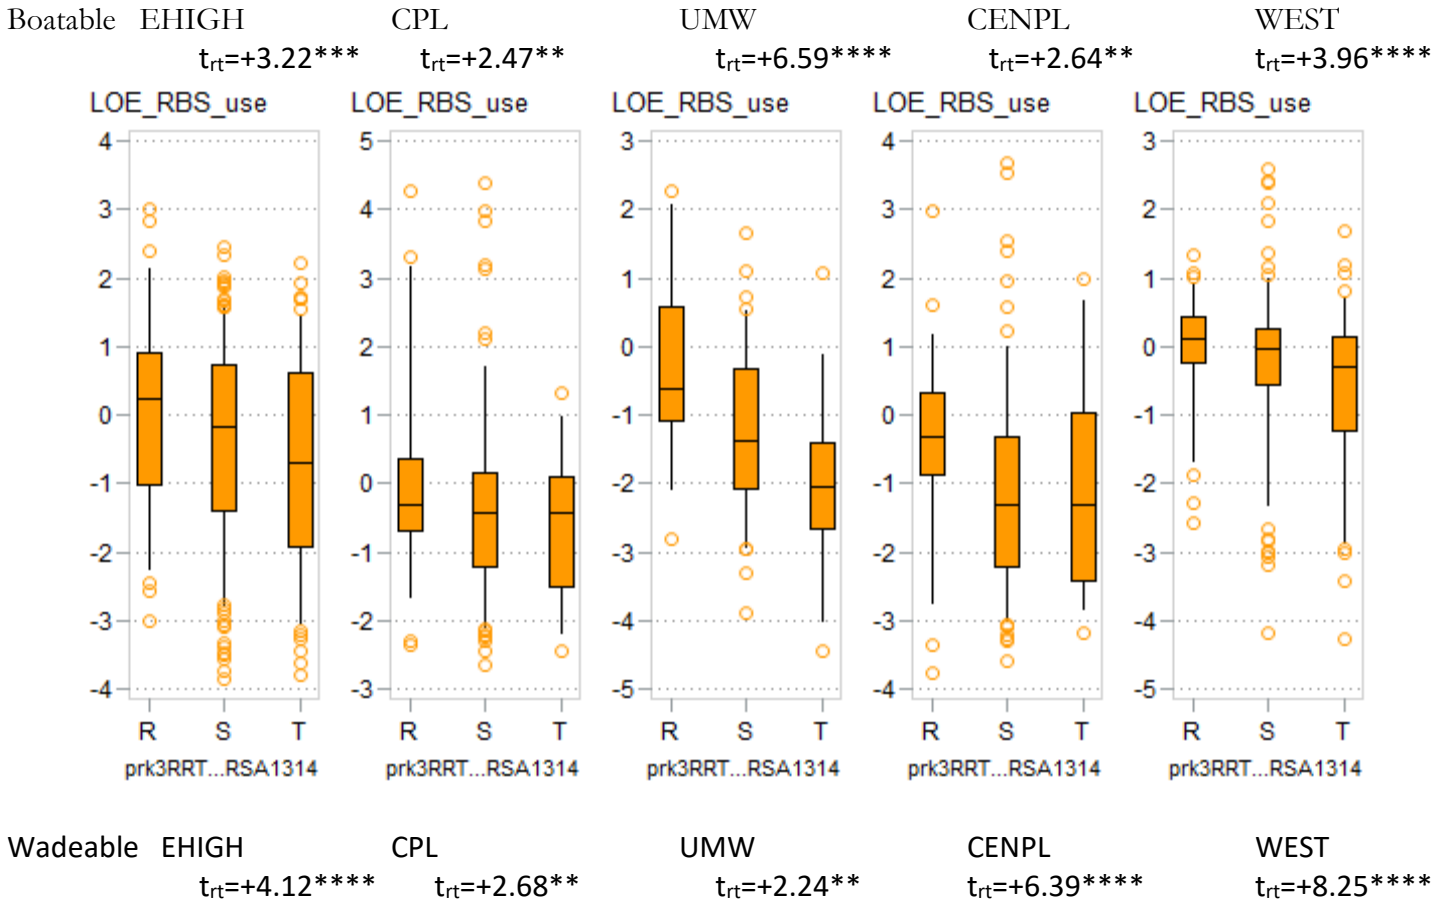 Boatable EHIGH CPL UMW CENPL WEST
trt=+3.22*** trt=+2.47** trt=+6.59**** trt=+2.64** trt=+3.96****
LOE_RBS_use LOE_RBS_use LOE_RBS_use LOE_RBS_use LOE_RBS_use
4 5 3 4 3
3 4 2 3 2
2 3 1 2 1
1 2 0 1 0
0 1 -1 0 -1
-1 0 -2 -1 -2
-2 -1 -3 -2 -3
-3 -2 -4 -3 -4
-4 -3 -5 -4 -5
R S T R S T R S T R S T R S T
prk3RRT...RSA1314 prk3RRT...RSA1314 prk3RRT...RSA1314 prk3RRT...RSA1314 prk3RRT...RSA1314
Wadeable EHIGH CPL UMW CENPL WEST
trt=+4.12**** trt=+2.68** trt=+2.24** trt=+6.39**** trt=+8.25****